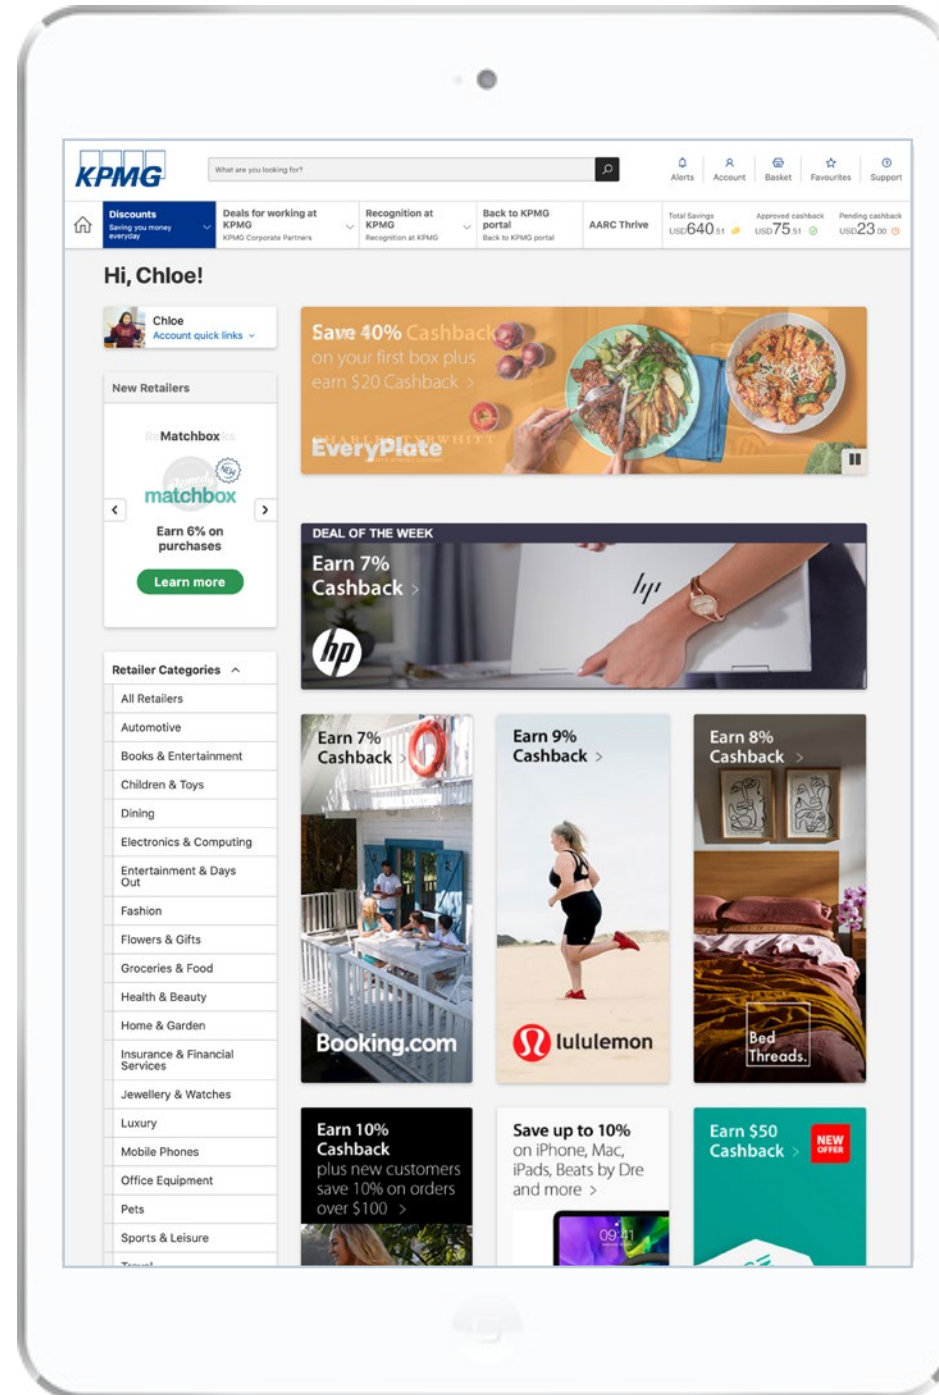 KPMG
What are you looking for?
Alerts
Account
Basket
Favourites
Support
Discounts
Saving you money
everyday
Deals for working at
KPMG
KPMG Corporate Partners
Recognition at
KPMG
Recognition at KPMG
Back to KPMG
portal
Back to KPMG portal
AARC Thrive
Total Savings
USD640.51
Approved cashback
USD75.51
Pending cashback
USD23.00
Hi, Chloe!
Chloe
Account quick links
New Retailers
Matchbox
NEW
matchbox
Earn 6% on
purchases
Learn more
Retailer Categories
All Retailers
Automotive
Books & Entertainment
Children & Toys
Dining
Electronics & Computing
Entertainment & Days
Out
Fashion
Flowers & Gifts
Groceries & Food
Health & Beauty
Home & Garden
Insurance & Financial
Services
Jewellery & Watches
Luxury
Mobile Phones
Office Equipment
Pets
Sports & Leisure
Travel
Save 40% Cashback
on your first box plus
earn $20 Cashback >
CHARLES TYRWHITT
EveryPlate
DEAL OF THE WEEK
Earn 7%
Cashback >
hp
hp
Earn 7%
Cashback >
Booking.com
Earn 9%
Cashback >
lululemon
Earn 8%
Cashback >
Bed
Threads.
Earn 10%
Cashback
plus new customers
save 10% on orders
over $100 >
Save up to 10%
on iPhone, Mac,
iPads, Beats by Dre
and more >
09:41
Earn $50
Cashback >
NEW
OFFER